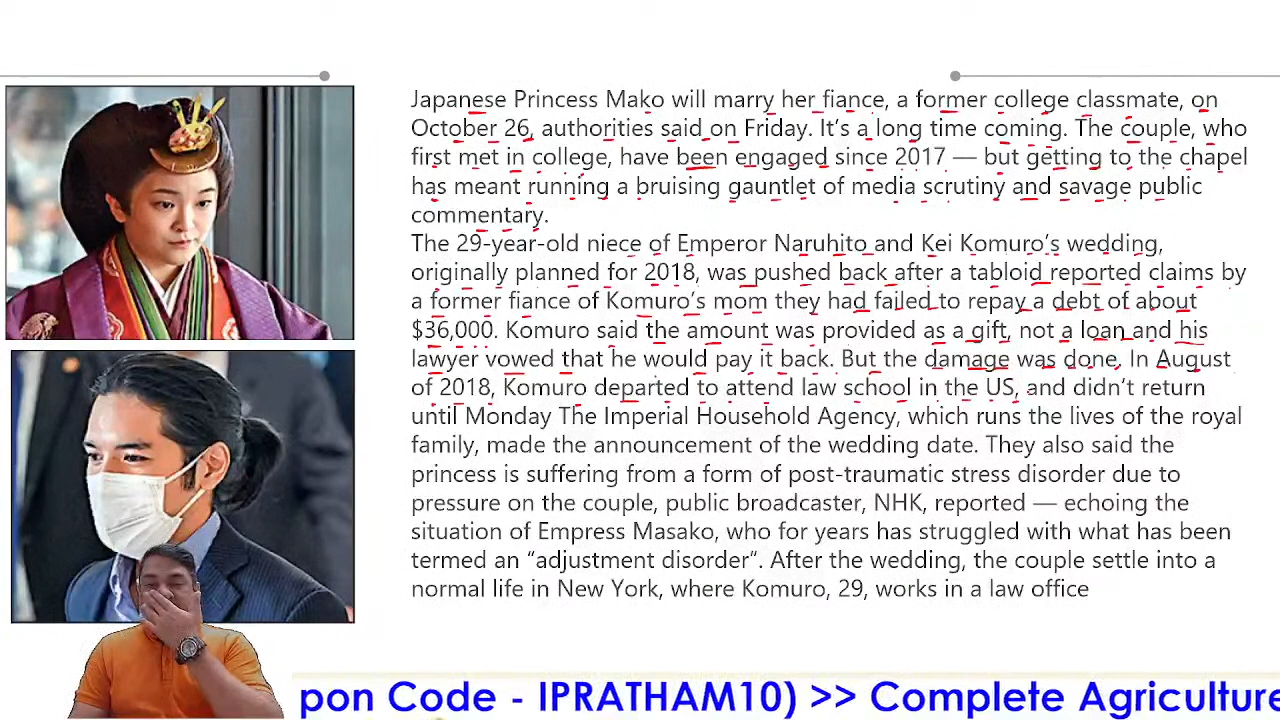 Japanese Princess Mako will marry her fiance, a former college classmate, on
October 26, authorities said on Friday. It's a long time coming. The couple, who
first met in college, have been engaged since 2017 — but getting to the chapel
has meant running a bruising gauntlet of media scrutiny and savage public
commentary.
The 29-year-old niece of Emperor Naruhito and Kei Komuro's wedding,
originally planned for 2018, was pushed back after a tabloid reported claims by
a former fiance of Komuro's mom they had failed to repay a debt of about
$36,000. Komuro said the amount was provided as a gift, not a loan and his
lawyer vowed that he would pay it back. But the damage was done. In August
of 2018, Komuro departed to attend law school in the US, and didn't return
until Monday The Imperial Household Agency, which runs the lives of the royal
family, made the announcement of the wedding date. They also said the
princess is suffering from a form of post-traumatic stress disorder due to
pressure on the couple, public broadcaster, NHK, reported — echoing the
situation of Empress Masako, who for years has struggled with what has been
termed an "adjustment disorder". After the wedding, the couple settle into a
normal life in New York, where Komuro, 29, works in a law office
pon Code - IPRATHAM10) >> Complete Agriculture